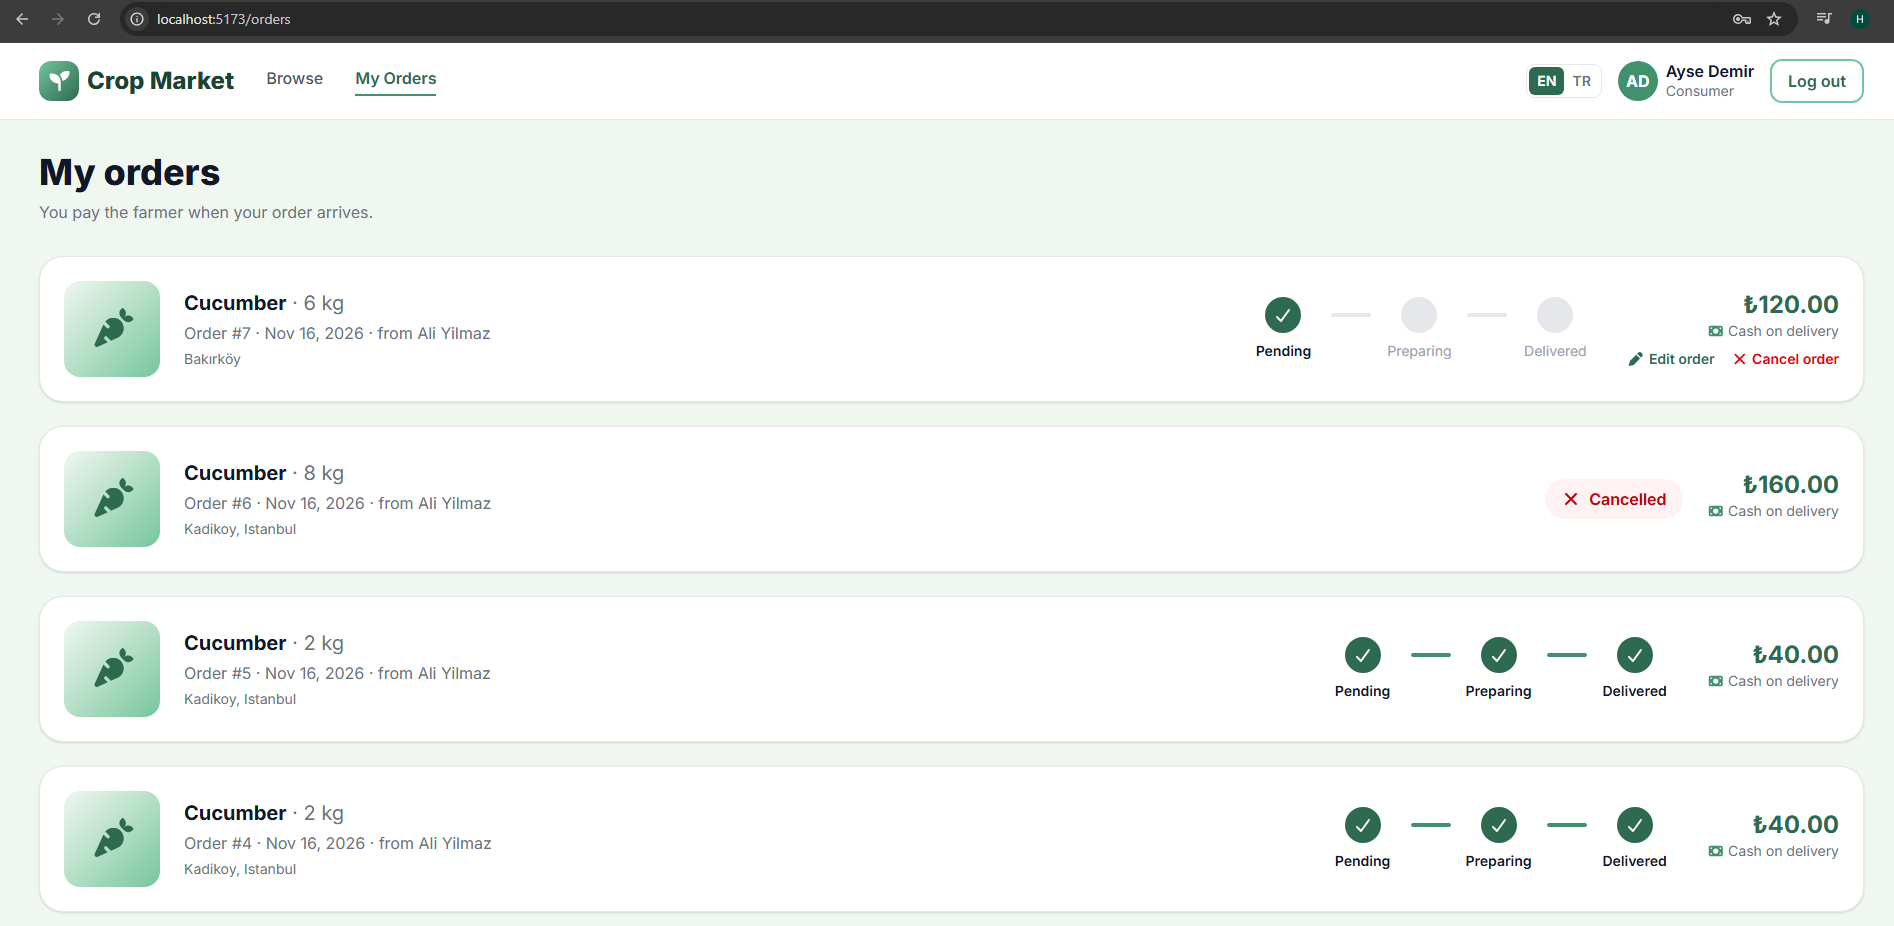 localhost:5173/orders
H
Crop Market
Browse
My Orders
EN TR
AD
Ayse Demir
Consumer
Log out
My orders
You pay the farmer when your order arrives.
Cucumber · 6 kg
Order #7 · Nov 16, 2026 · from Ali Yilmaz
Bakırköy
Pending
Preparing
Delivered
₺120.00
Cash on delivery
Edit order
Cancel order
Cucumber · 8 kg
Order #6 · Nov 16, 2026 · from Ali Yilmaz
Kadikoy, Istanbul
Cancelled
₺160.00
Cash on delivery
Cucumber · 2 kg
Order #5 · Nov 16, 2026 · from Ali Yilmaz
Kadikoy, Istanbul
Pending
Preparing
Delivered
₺40.00
Cash on delivery
Cucumber · 2 kg
Order #4 · Nov 16, 2026 · from Ali Yilmaz
Kadikoy, Istanbul
Pending
Preparing
Delivered
₺40.00
Cash on delivery